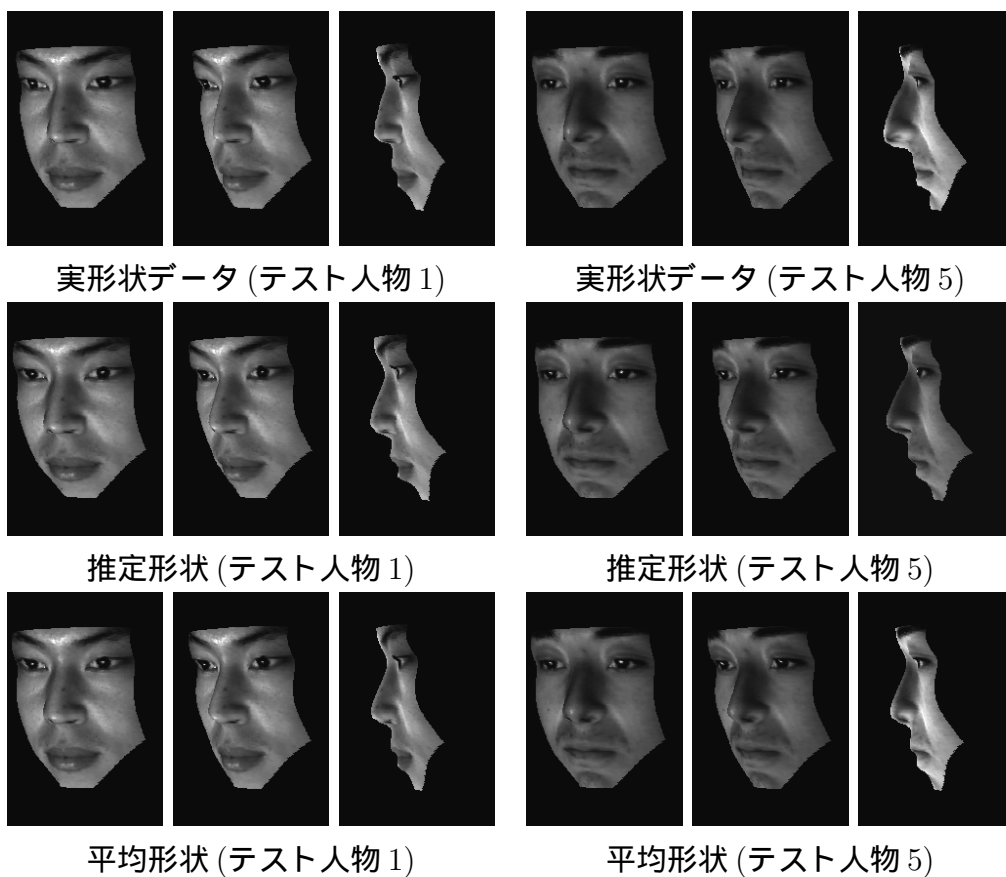 実形状データ (テスト人物 1)
実形状データ (テスト人物 5)
推定形状 (テスト人物 1)
推定形状 (テスト人物 5)
平均形状 (テスト人物 1)
平均形状 (テスト人物 5)